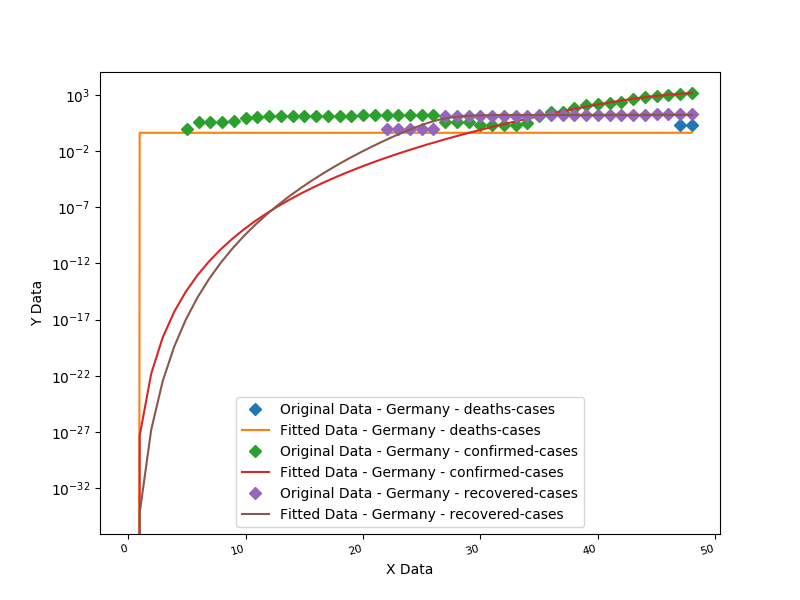 10^3
10^−2
10^−7
10^−12
10^−17
10^−22
10^−27
10^−32
Y Data
Original Data - Germany - deaths-cases
Fitted Data - Germany - deaths-cases
Original Data - Germany - confirmed-cases
Fitted Data - Germany - confirmed-cases
Original Data - Germany - recovered-cases
Fitted Data - Germany - recovered-cases
0 10 20 30 40 50
X Data